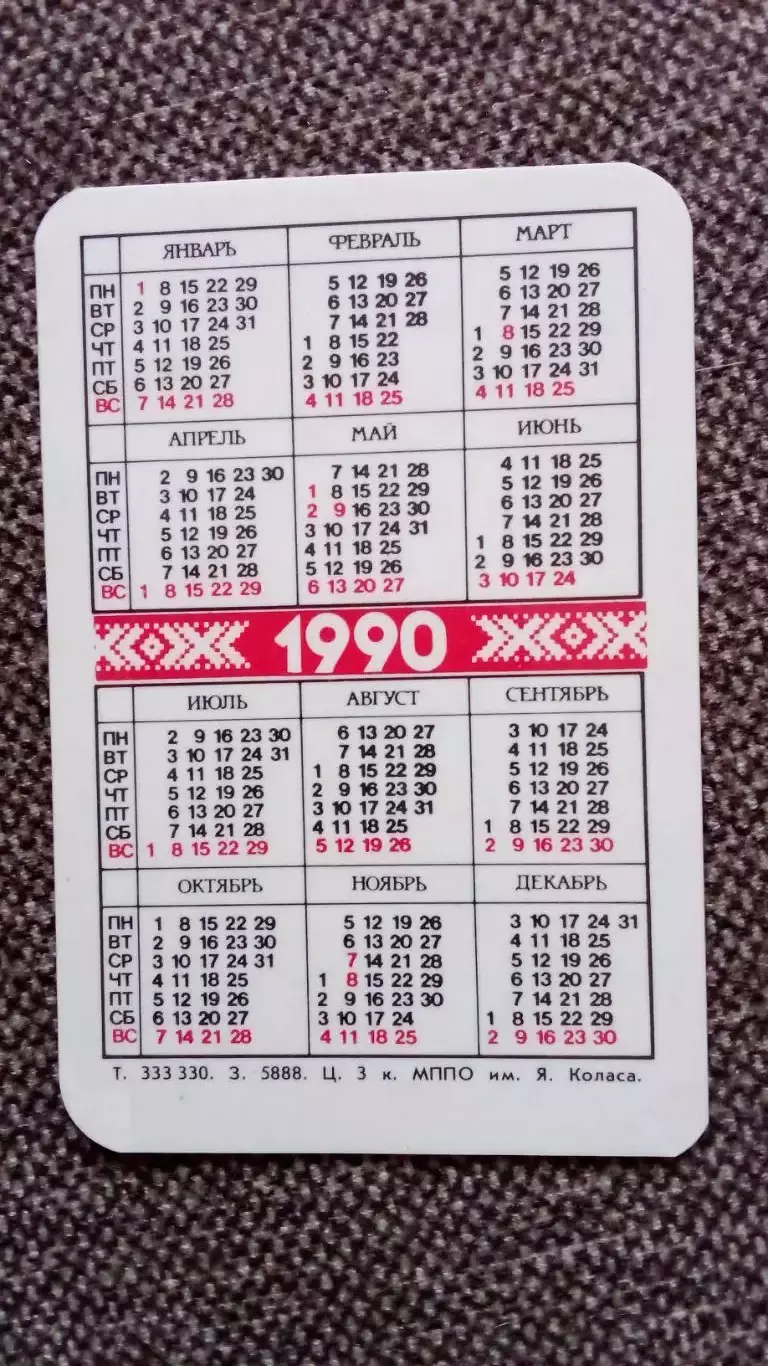 ЯНВАРЬ ФЕВРАЛЬ МАРТ
ПН 1 8 15 22 29 5 12 19 26 5 12 19 26
ВТ 2 9 16 23 30 6 13 20 27 6 13 20 27
СР 3 10 17 24 31 7 14 21 28 7 14 21 28
ЧТ 4 11 18 25 1 8 15 22 1 8 15 22 29
ПТ 5 12 19 26 2 9 16 23 2 9 16 23 30
СБ 6 13 20 27 3 10 17 24 3 10 17 24 31
ВС 7 14 21 28 4 11 18 25 4 11 18 25
АПРЕЛЬ МАЙ ИЮНЬ
ПН 2 9 16 23 30 7 14 21 28 4 11 18 25
ВТ 3 10 17 24 1 8 15 22 29 5 12 19 26
СР 4 11 18 25 2 9 16 23 30 6 13 20 27
ЧТ 5 12 19 26 3 10 17 24 31 7 14 21 28
ПТ 6 13 20 27 4 11 18 25 1 8 15 22 29
СБ 7 14 21 28 5 12 19 26 2 9 16 23 30
ВС 1 8 15 22 29 6 13 20 27 3 10 17 24
1990
ИЮЛЬ АВГУСТ СЕНТЯБРЬ
ПН 2 9 16 23 30 6 13 20 27 3 10 17 24
ВТ 3 10 17 24 31 7 14 21 28 4 11 18 25
СР 4 11 18 25 1 8 15 22 29 5 12 19 26
ЧТ 5 12 19 26 2 9 16 23 30 6 13 20 27
ПТ 6 13 20 27 3 10 17 24 31 7 14 21 28
СБ 7 14 21 28 4 11 18 25 1 8 15 22 29
ВС 1 8 15 22 29 5 12 19 26 2 9 16 23 30
ОКТЯБРЬ НОЯБРЬ ДЕКАБРЬ
ПН 1 8 15 22 29 5 12 19 26 3 10 17 24 31
ВТ 2 9 16 23 30 6 13 20 27 4 11 18 25
СР 3 10 17 24 31 7 14 21 28 5 12 19 26
ЧТ 4 11 18 25 1 8 15 22 29 6 13 20 27
ПТ 5 12 19 26 2 9 16 23 30 7 14 21 28
СБ 6 13 20 27 3 10 17 24 1 8 15 22 29
ВС 7 14 21 28 4 11 18 25 2 9 16 23 30
Т. 333 330. З. 5888. Ц. 3 к. МППО им. Я. Коласа.